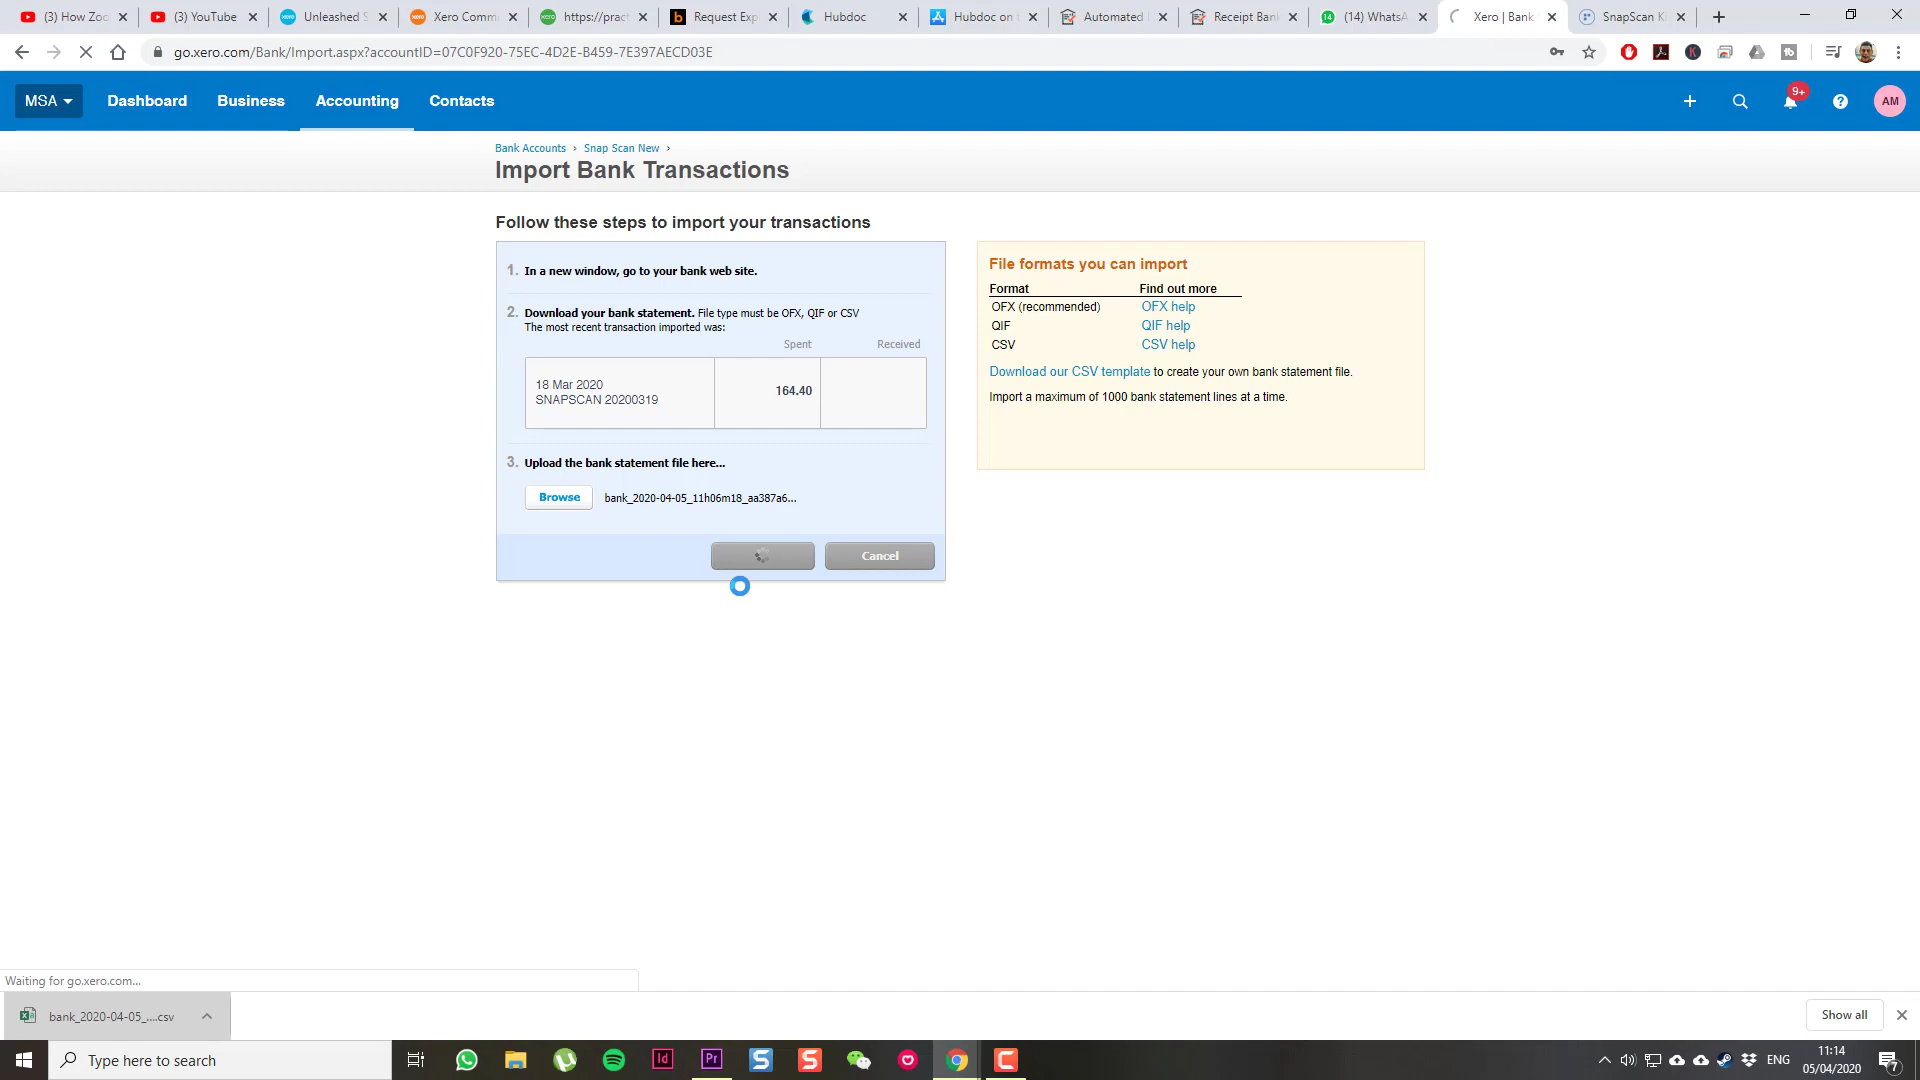 (3) How Zoo
(3) YouTube
Unleashed S
Xero Comm
https://pract
Request Exp
Hubdoc
Hubdoc on t
Automated
Receipt Bank
(14) WhatsA
Xero | Bank
SnapScan K
go.xero.com/Bank/Import.aspx?accountID=07C0F920-75EC-4D2E-B459-7E397AECD03E
MSA
Dashboard
Business
Accounting
Contacts
9+
AM
Bank Accounts › Snap Scan New ›
Import Bank Transactions
Follow these steps to import your transactions
1. In a new window, go to your bank web site.
2. Download your bank statement. File type must be OFX, QIF or CSV
The most recent transaction imported was:
Spent Received
18 Mar 2020
SNAPSCAN 20200319
164.40
3. Upload the bank statement file here...
Browse bank_2020-04-05_11h06m18_aa387a6...
Cancel
File formats you can import
Format Find out more
OFX (recommended) OFX help
QIF QIF help
CSV CSV help
Download our CSV template to create your own bank statement file.
Import a maximum of 1000 bank statement lines at a time.
Waiting for go.xero.com...
bank_2020-04-05_....csv
Show all
Type here to search
ENG
11:14
05/04/2020
7